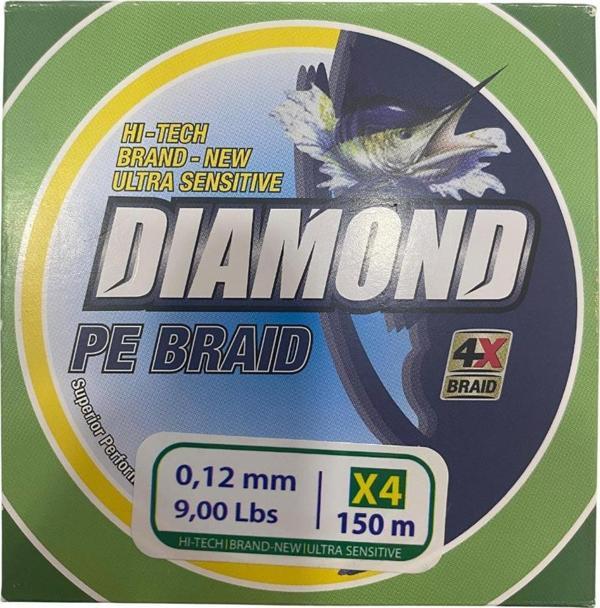 HI-TECH
BRAND-NEW
ULTRA SENSITIVE
DIAMOND
PE BRAID
4X
BRAID
Superior
0,12 mm
9,00 Lbs
X4
150 m
HI-TECH|BRAND-NEW|ULTRA SENSITIVE